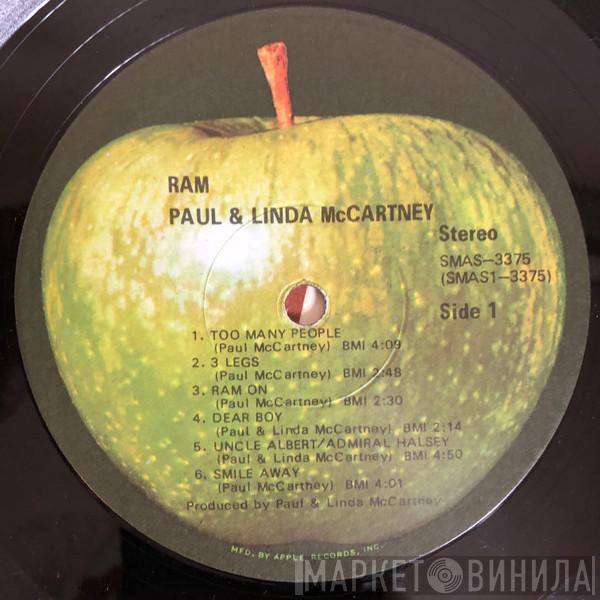 RAM
PAUL & LINDA McCARTNEY
Stereo
SMAS—3375
(SMAS1—3375)
Side 1
1. TOO MANY PEOPLE
(Paul McCartney) BMI 4:09
2. 3 LEGS
(Paul McCartney) BMI 2:48
3. RAM ON
(Paul McCartney) BMI 2:30
4. DEAR BOY
(Paul & Linda McCartney) BMI 2:14
5. UNCLE ALBERT/ADMIRAL HALSEY
(Paul & Linda McCartney) BMI 4:50
6. SMILE AWAY
(Paul McCartney) BMI 4:01
Produced by Paul & Linda McCartney
MFD. BY APPLE RECORDS, INC.
МАРКЕТ ВИНИЛА